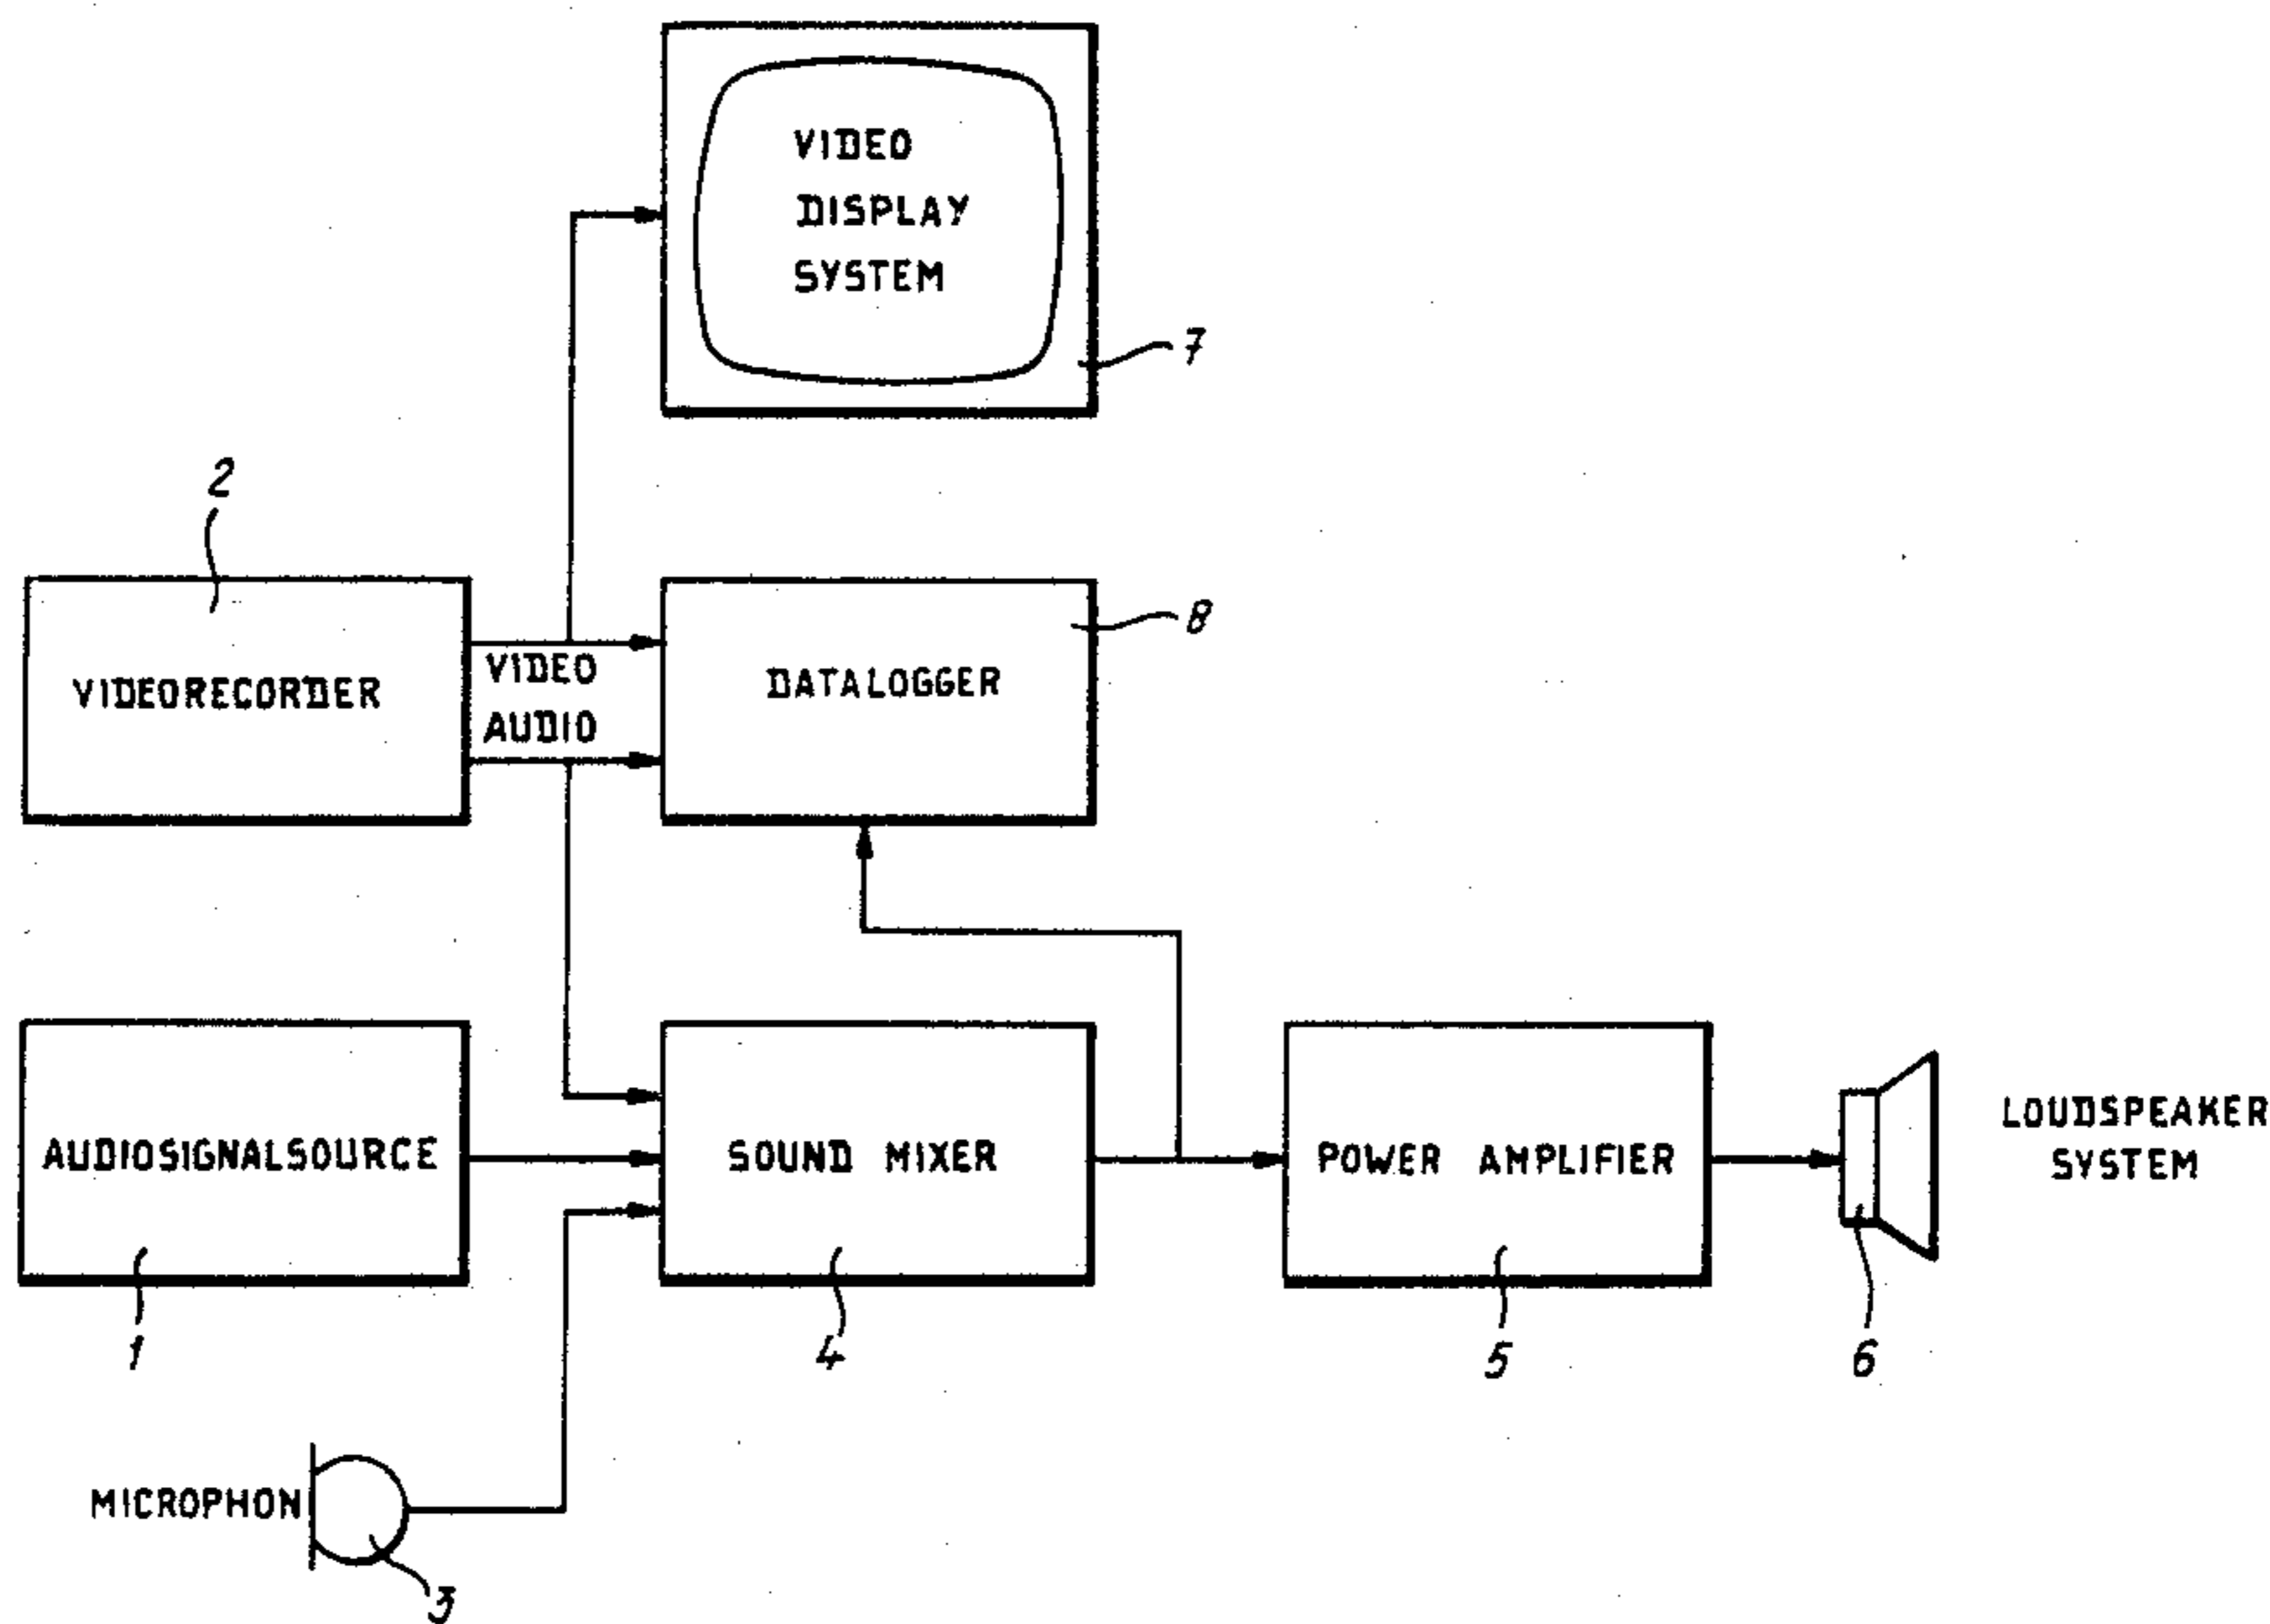 VIDEO
DISPLAY
SYSTEM
7
2
VIDEORECORDER
VIDEO
AUDIO
DATALOGGER
8
AUDIOSIGNALSOURCE
1
SOUND MIXER
4
POWER AMPLIFIER
5
LOUDSPEAKER
SYSTEM
6
MICROPHON
3